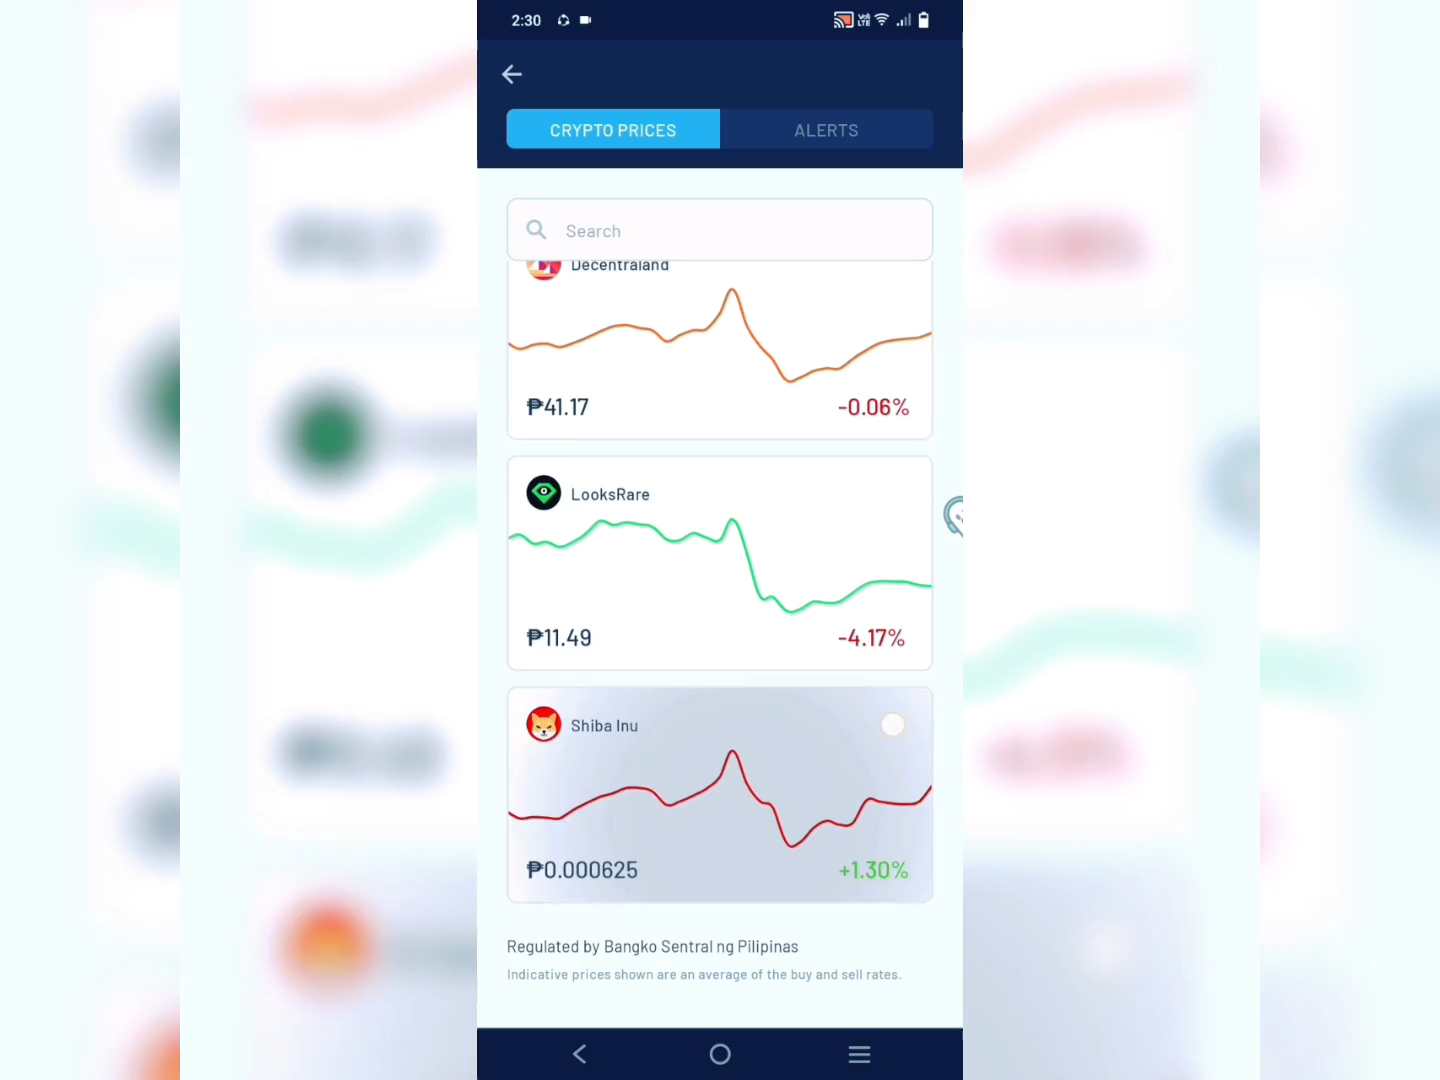 2:30
Vo)
LTE
CRYPTO PRICES
ALERTS
Search
Decentraland
₱41.17
-0.06%
LooksRare
₱11.49
-4.17%
Shiba Inu
₱0.000625
+1.30%
Regulated by Bangko Sentral ng Pilipinas
Indicative prices shown are an average of the buy and sell rates.